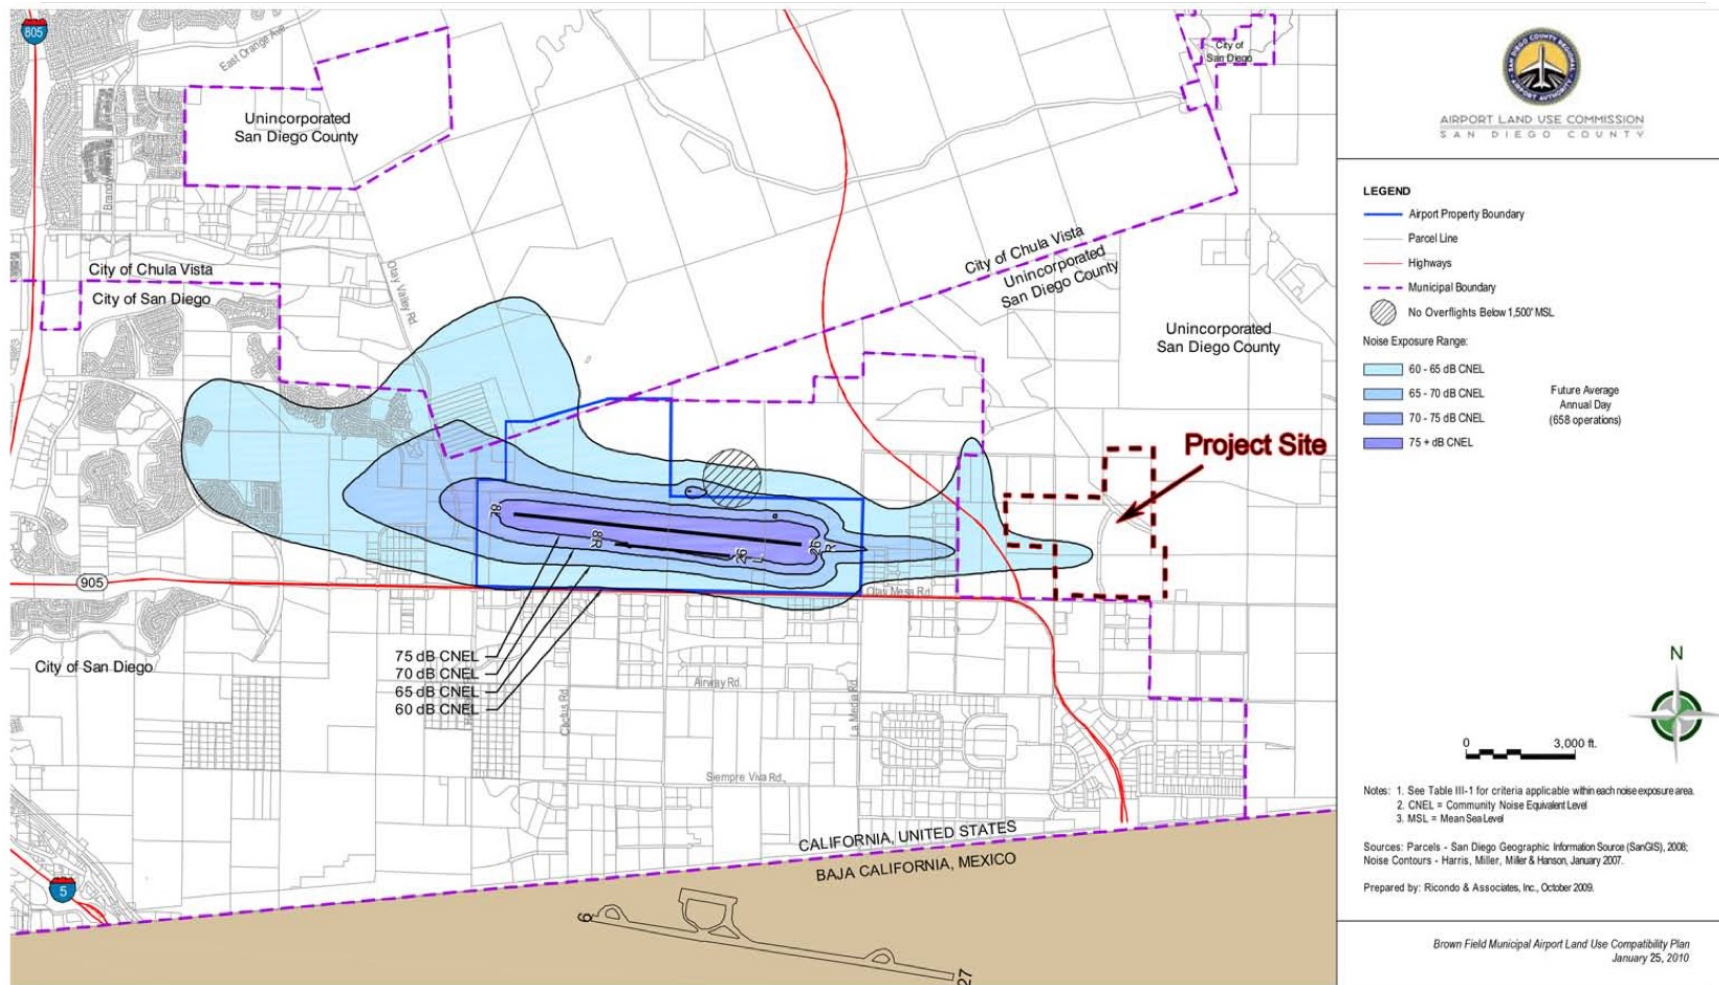 805
East Orange Ave.
City of
San Diego
Unincorporated
San Diego County
City of Chula Vista
City of San Diego
Otay Valley Rd.
City of Chula Vista
Unincorporated
San Diego County
Unincorporated
San Diego County
Project Site
8L
8R
26
L
26
R
905
Otay Mesa Rd.
City of San Diego
75 dB CNEL
70 dB CNEL
65 dB CNEL
60 dB CNEL
Cactus Rd.
Airway Rd.
La Media Rd.
Siempre Viva Rd.
CALIFORNIA, UNITED STATES
BAJA CALIFORNIA, MEXICO
5
9
27
SAN DIEGO COUNTY REGIONAL
AIRPORT AUTHORITY
AIRPORT LAND USE COMMISSION
SAN DIEGO COUNTY
LEGEND
Airport Property Boundary
Parcel Line
Highways
Municipal Boundary
No Overflights Below 1,500' MSL
Noise Exposure Range:
60 - 65 dB CNEL
65 - 70 dB CNEL
70 - 75 dB CNEL
75 + dB CNEL
Future Average
Annual Day
(658 operations)
N
0 3,000 ft.
Notes: 1. See Table III-1 for criteria applicable within each noise exposure area.
2. CNEL = Community Noise Equivalent Level
3. MSL = Mean Sea Level
Sources: Parcels - San Diego Geographic Information Source (SanGIS), 2008;
Noise Contours - Harris, Miller, Miller & Hanson, January 2007.
Prepared by: Ricondo & Associates, Inc., October 2009.
Brown Field Municipal Airport Land Use Compatibility Plan
January 25, 2010